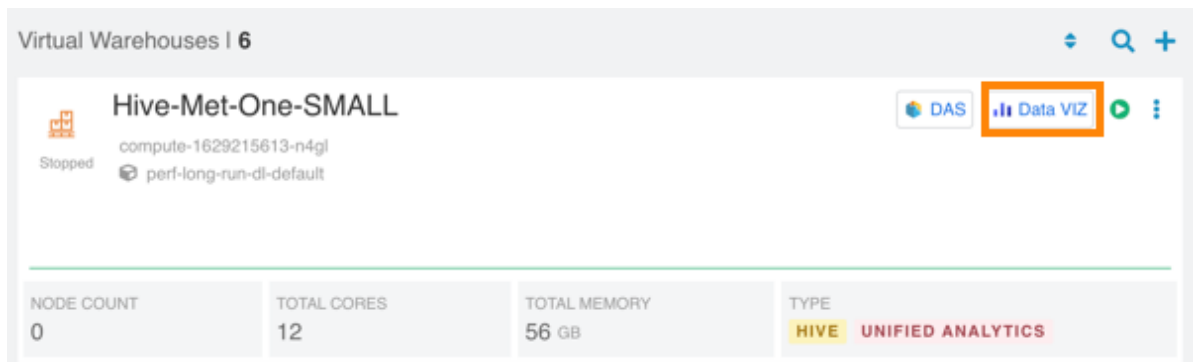 Virtual Warehouses | 6
Hive-Met-One-SMALL
DAS
Data VIZ
Stopped
compute-1629215613-n4gl
perf-long-run-dl-default
NODE COUNT
TOTAL CORES
TOTAL MEMORY
TYPE
0
12
56 GB
HIVE UNIFIED ANALYTICS